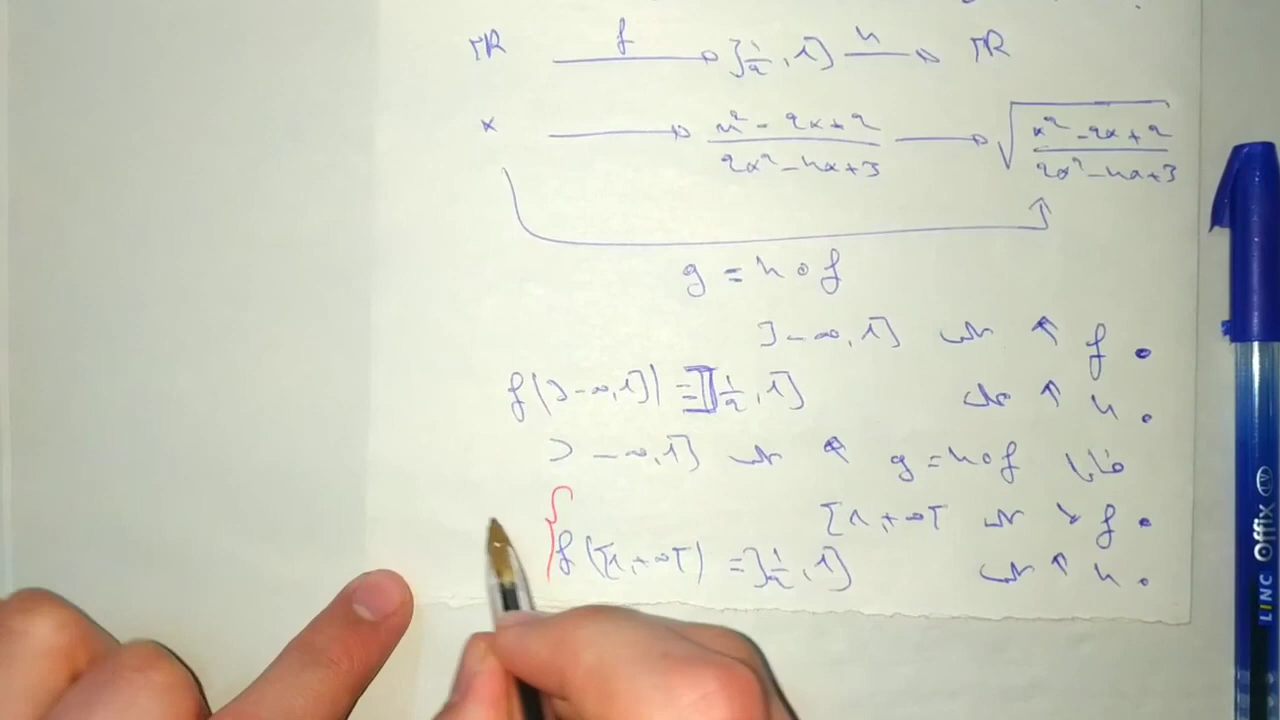 ℝ —f→ ]1/2, 1] —h→ ℝ
x → (x² - 2x + 2)/(2x² - 4x + 3) → √((x² - 2x + 2)/(2x² - 4x + 3))
g = h∘f
• f ↗ على ]-∞, 1]
• h ↗ على f(]-∞, 1]) = ]1/2, 1]
فإن g = h∘f ↗ على ]-∞, 1]
• f ↘ على [1, +∞[
• h ↗ على f([1, +∞[) = ]1/2, 1]
LINC Offix